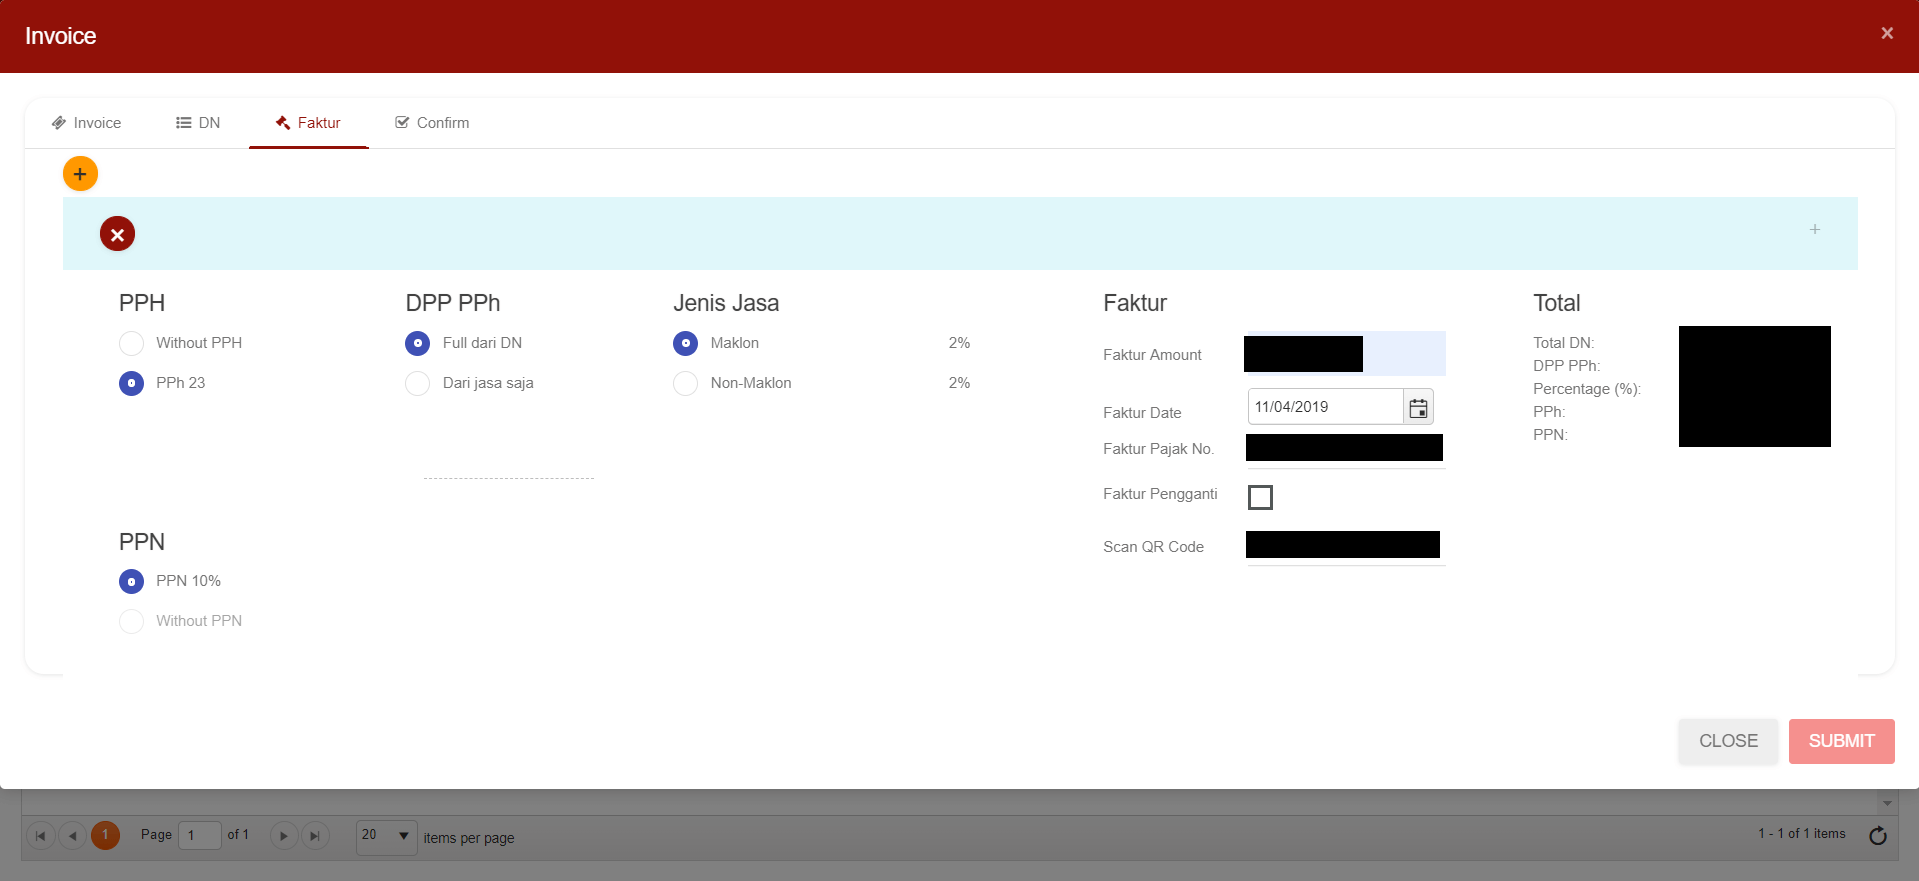 Invoice
×
Invoice
DN
Faktur
Confirm
+
×
+
PPH
Without PPH
PPh 23
DPP PPh
Full dari DN
Dari jasa saja
Jenis Jasa
Maklon 2%
Non-Maklon 2%
PPN
PPN 10%
Without PPN
Faktur
Faktur Amount
Faktur Date 11/04/2019
Faktur Pajak No.
Faktur Pengganti
Scan QR Code
Total
Total DN:
DPP PPh:
Percentage (%):
PPh:
PPN:
CLOSE
SUBMIT
1 Page 1 of 1 20 items per page 1 - 1 of 1 items